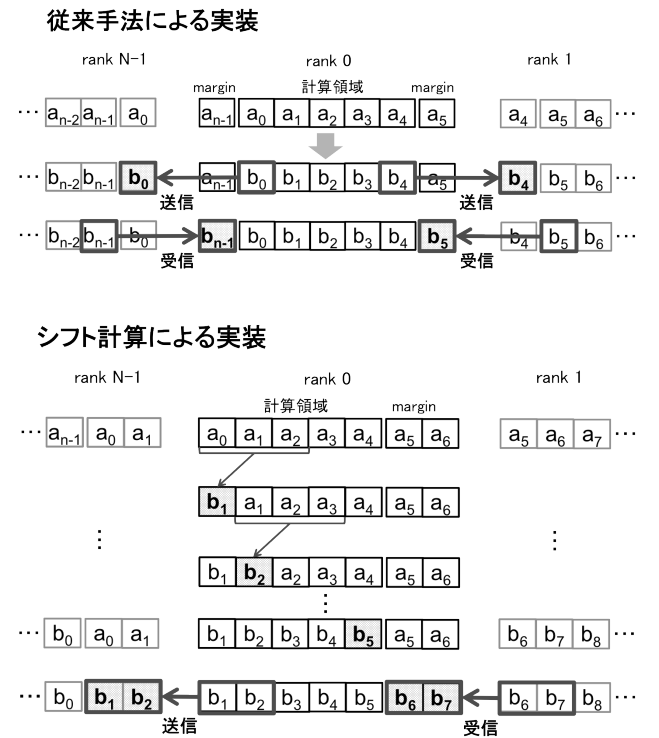 従来手法による実装
rank N-1 rank 0 rank 1
margin 計算領域 margin
… a_{n-2} a_{n-1} a_0 a_{n-1} a_0 a_1 a_2 a_3 a_4 a_5 a_4 a_5 a_6 …
… b_{n-2} b_{n-1} b_0 a_{n-1} b_0 b_1 b_2 b_3 b_4 a_5 b_4 b_5 b_6 …
送信 送信
… b_{n-2} b_{n-1} b_0 b_{n-1} b_0 b_1 b_2 b_3 b_4 b_5 b_4 b_5 b_6 …
受信 受信
シフト計算による実装
rank N-1 rank 0 rank 1
計算領域 margin
… a_{n-1} a_0 a_1 a_0 a_1 a_2 a_3 a_4 a_5 a_6 a_5 a_6 a_7 …
b_1 a_1 a_2 a_3 a_4 a_5 a_6
⋮ ⋮
b_1 b_2 a_2 a_3 a_4 a_5 a_6
⋮
… b_0 a_0 a_1 b_1 b_2 b_3 b_4 b_5 a_5 a_6 b_6 b_7 b_8 …
… b_0 b_1 b_2 b_1 b_2 b_3 b_4 b_5 b_6 b_7 b_6 b_7 b_8 …
送信 受信